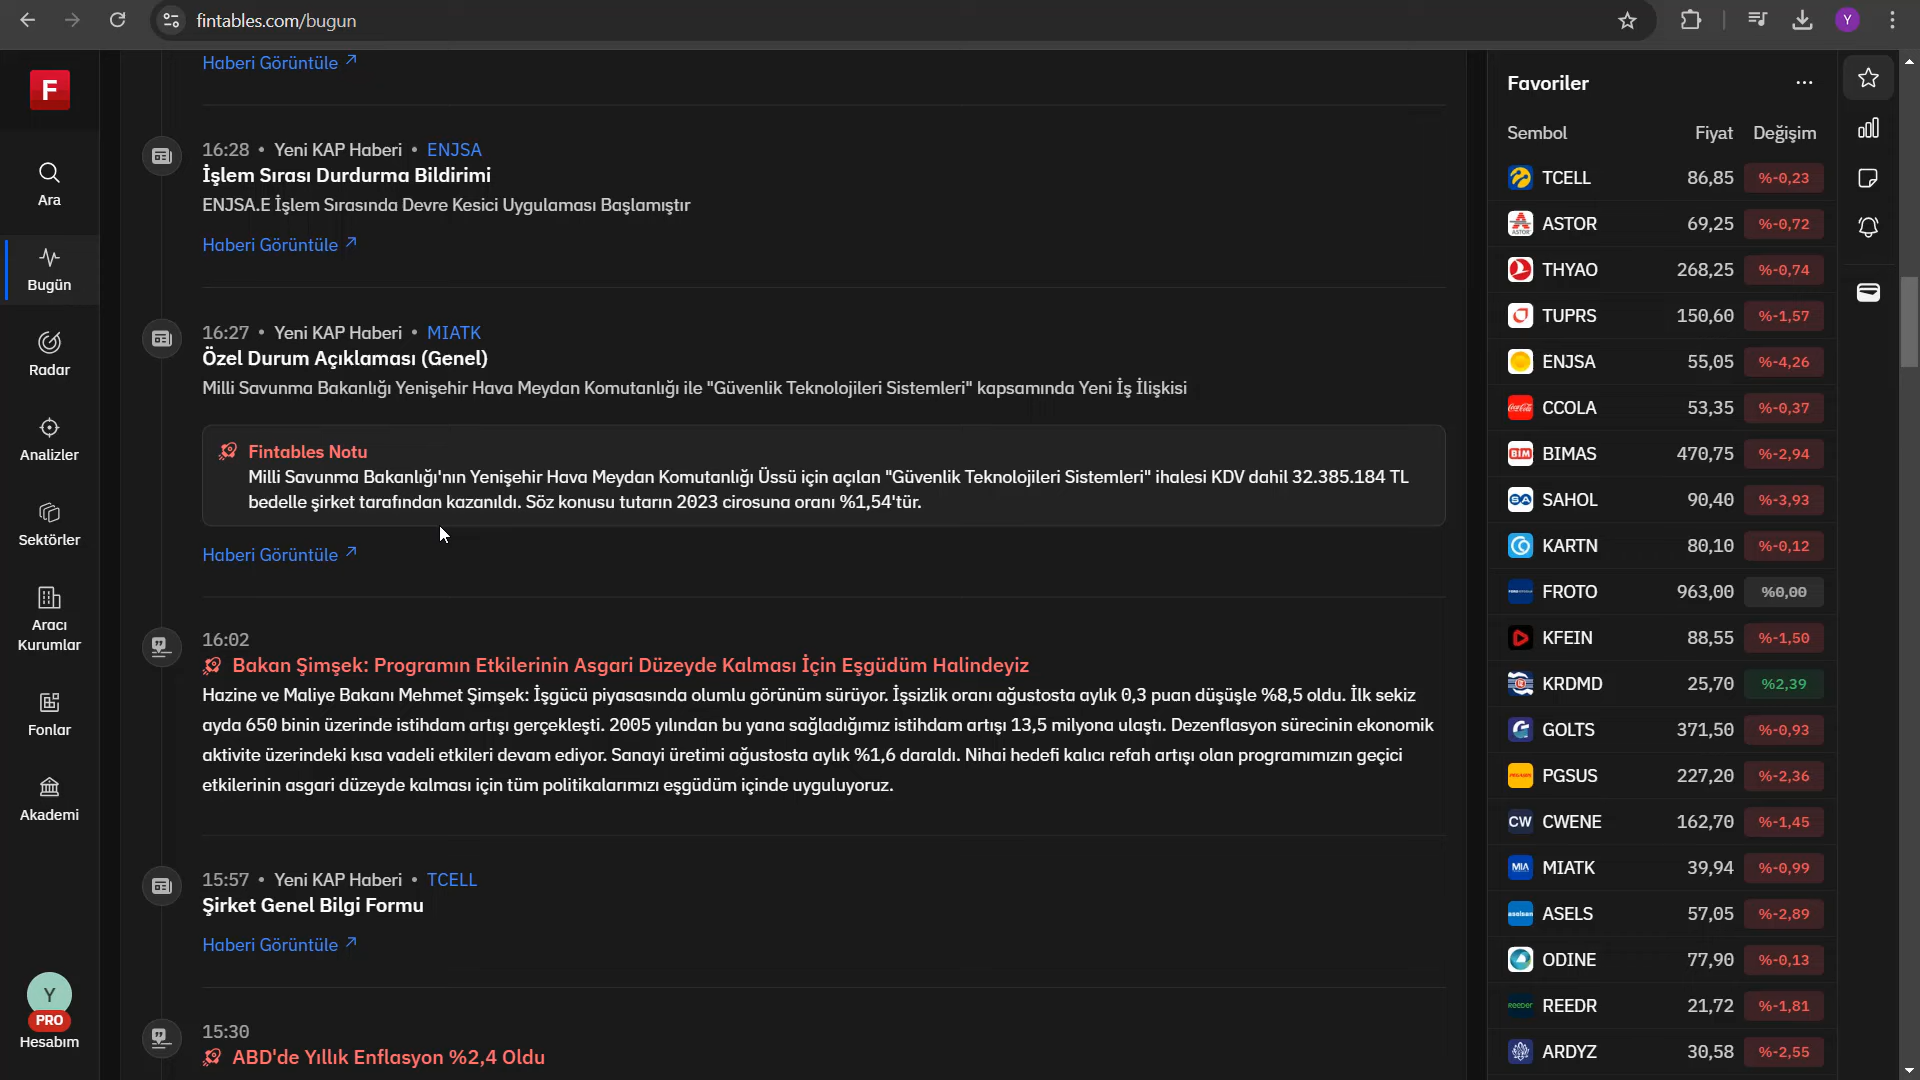 fintables.com/bugun
Y
F
Ara
Bugün
Radar
Analizler
Sektörler
Aracı
Kurumlar
Fonlar
Akademi
Y
PRO
Hesabım
Haberi Görüntüle
16:28 • Yeni KAP Haberi • ENJSA
İşlem Sırası Durdurma Bildirimi
ENJSA.E İşlem Sırasında Devre Kesici Uygulaması Başlamıştır
Haberi Görüntüle
16:27 • Yeni KAP Haberi • MIATK
Özel Durum Açıklaması (Genel)
Milli Savunma Bakanlığı Yenişehir Hava Meydan Komutanlığı ile "Güvenlik Teknolojileri Sistemleri" kapsamında Yeni İş İlişkisi
Fintables Notu
Milli Savunma Bakanlığı'nın Yenişehir Hava Meydan Komutanlığı Üssü için açılan "Güvenlik Teknolojileri Sistemleri" ihalesi KDV dahil 32.385.184 TL
bedelle şirket tarafından kazanıldı. Söz konusu tutarın 2023 cirosuna oranı %1,54'tür.
Haberi Görüntüle
16:02
Bakan Şimşek: Programın Etkilerinin Asgari Düzeyde Kalması İçin Eşgüdüm Halindeyiz
Hazine ve Maliye Bakanı Mehmet Şimşek: İşgücü piyasasında olumlu görünüm sürüyor. İşsizlik oranı ağustosta aylık 0,3 puan düşüşle %8,5 oldu. İlk sekiz
ayda 650 binin üzerinde istihdam artışı gerçekleşti. 2005 yılından bu yana sağladığımız istihdam artışı 13,5 milyona ulaştı. Dezenflasyon sürecinin ekonomik
aktivite üzerindeki kısa vadeli etkileri devam ediyor. Sanayi üretimi ağustosta aylık %1,6 daraldı. Nihai hedefi kalıcı refah artışı olan programımızın geçici
etkilerinin asgari düzeyde kalması için tüm politikalarımızı eşgüdüm içinde uyguluyoruz.
15:57 • Yeni KAP Haberi • TCELL
Şirket Genel Bilgi Formu
Haberi Görüntüle
15:30
ABD'de Yıllık Enflasyon %2,4 Oldu
Favoriler
Sembol Fiyat Değişim
TCELL 86,85 %-0,23
ASTOR ASTOR 69,25 %-0,72
THYAO 268,25 %-0,74
TUPRS 150,60 %-1,57
ENJSA 55,05 %-4,26
CCOLA 53,35 %-0,37
BİM BIMAS 470,75 %-2,94
SA SAHOL 90,40 %-3,93
KARTN 80,10 %-0,12
FROTO 963,00 %0,00
KFEIN 88,55 %-1,50
KRDMD 25,70 %2,39
GOLTS 371,50 %-0,93
PGSUS 227,20 %-2,36
CW CWENE 162,70 %-1,45
MIA MIATK 39,94 %-0,99
aselsan ASELS 57,05 %-2,89
ODINE 77,90 %-0,13
reeder REEDR 21,72 %-1,81
ARDYZ 30,58 %-2,55